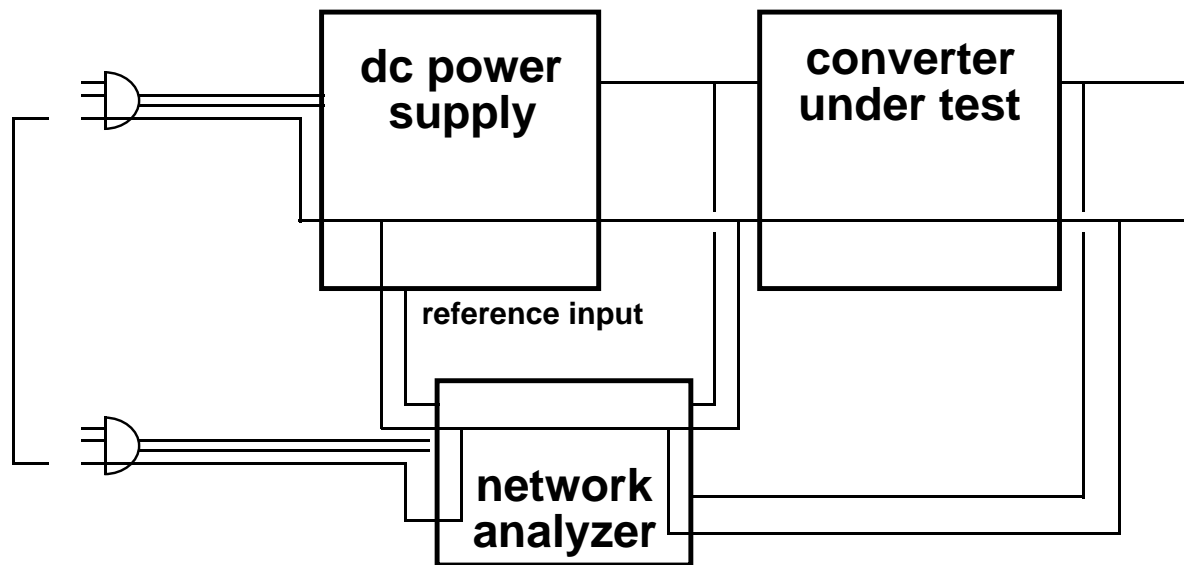 dc power
supply
converter
under test
reference input
network
analyzer